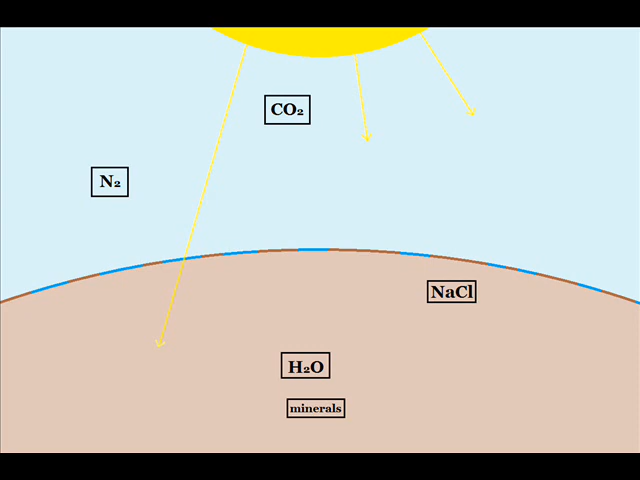 CO₂
N₂
NaCl
H₂O
minerals